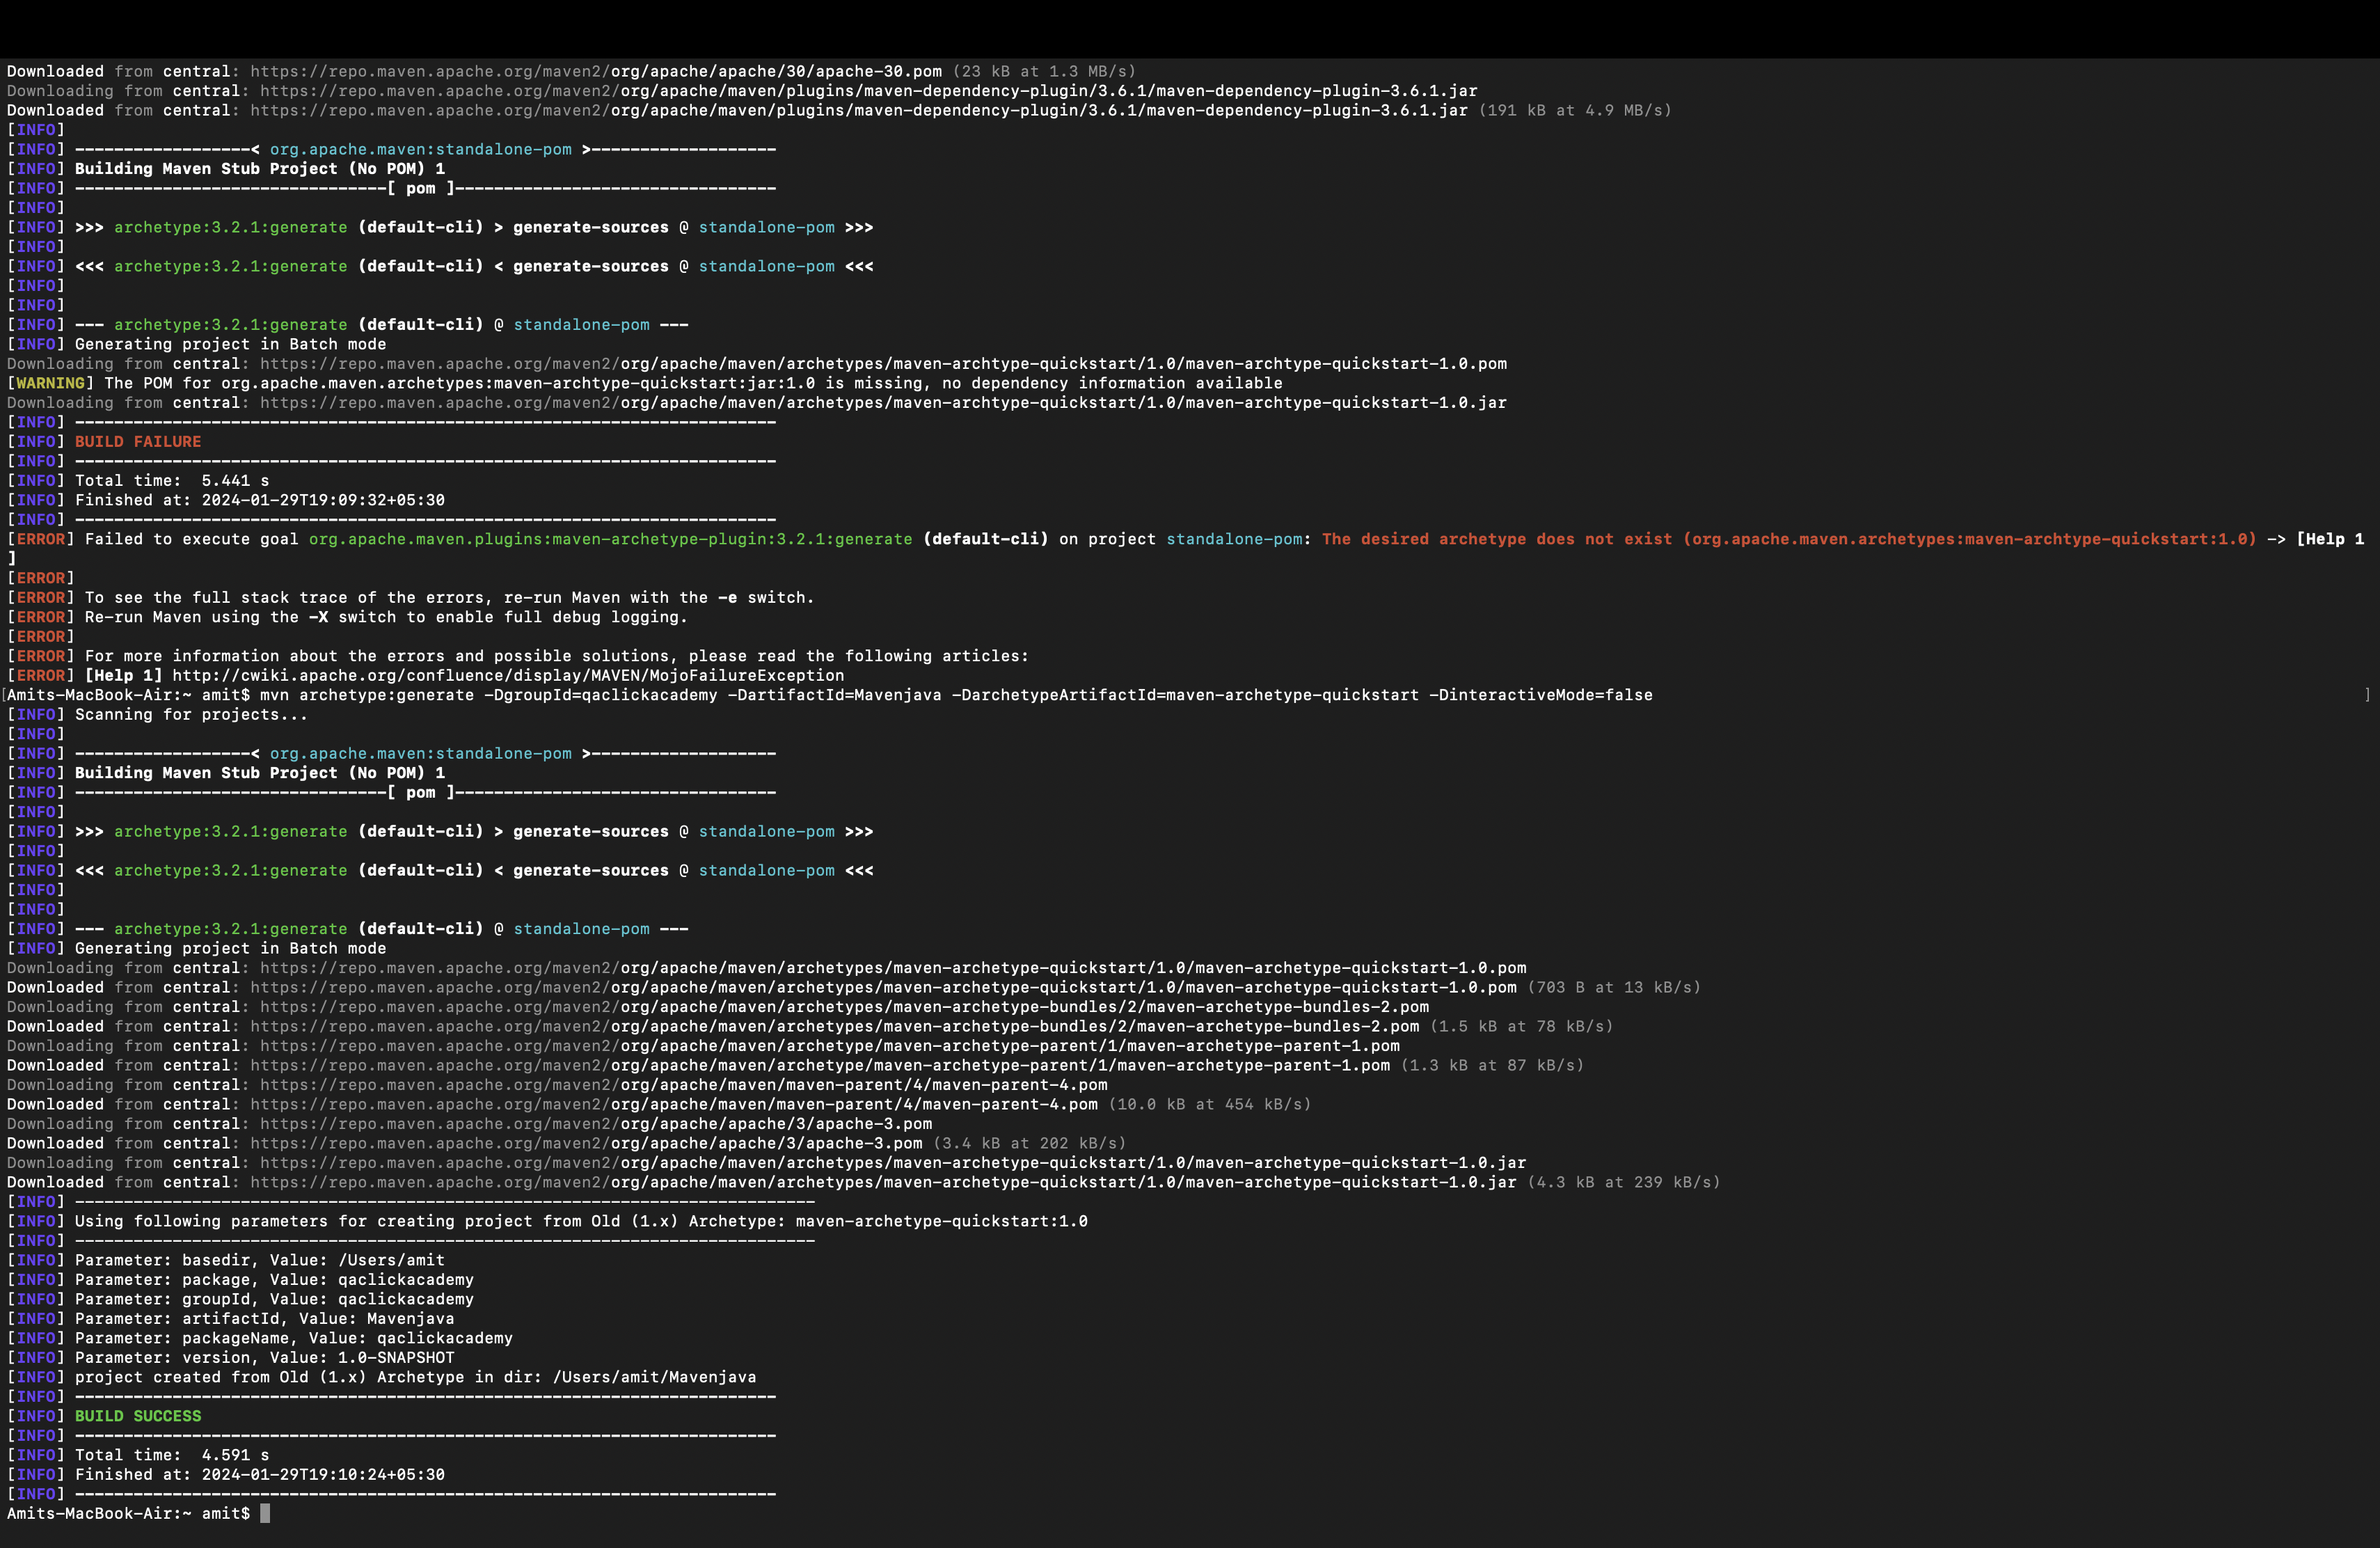 Downloaded from central: https://repo.maven.apache.org/maven2/org/apache/apache/30/apache-30.pom (23 kB at 1.3 MB/s)
Downloading from central: https://repo.maven.apache.org/maven2/org/apache/maven/plugins/maven-dependency-plugin/3.6.1/maven-dependency-plugin-3.6.1.jar
Downloaded from central: https://repo.maven.apache.org/maven2/org/apache/maven/plugins/maven-dependency-plugin/3.6.1/maven-dependency-plugin-3.6.1.jar (191 kB at 4.9 MB/s)
[INFO]
[INFO] ------------------< org.apache.maven:standalone-pom >-------------------
[INFO] Building Maven Stub Project (No POM) 1
[INFO] --------------------------------[ pom ]---------------------------------
[INFO]
[INFO] >>> archetype:3.2.1:generate (default-cli) > generate-sources @ standalone-pom >>>
[INFO]
[INFO] <<< archetype:3.2.1:generate (default-cli) < generate-sources @ standalone-pom <<<
[INFO]
[INFO]
[INFO] --- archetype:3.2.1:generate (default-cli) @ standalone-pom ---
[INFO] Generating project in Batch mode
Downloading from central: https://repo.maven.apache.org/maven2/org/apache/maven/archetypes/maven-archtype-quickstart/1.0/maven-archtype-quickstart-1.0.pom
[WARNING] The POM for org.apache.maven.archetypes:maven-archtype-quickstart:jar:1.0 is missing, no dependency information available
Downloading from central: https://repo.maven.apache.org/maven2/org/apache/maven/archetypes/maven-archtype-quickstart/1.0/maven-archtype-quickstart-1.0.jar
[INFO] ------------------------------------------------------------------------
[INFO] BUILD FAILURE
[INFO] ------------------------------------------------------------------------
[INFO] Total time:  5.441 s
[INFO] Finished at: 2024-01-29T19:09:32+05:30
[INFO] ------------------------------------------------------------------------
[ERROR] Failed to execute goal org.apache.maven.plugins:maven-archetype-plugin:3.2.1:generate (default-cli) on project standalone-pom: The desired archetype does not exist (org.apache.maven.archetypes:maven-archtype-quickstart:1.0) -> [Help 1
]
[ERROR]
[ERROR] To see the full stack trace of the errors, re-run Maven with the -e switch.
[ERROR] Re-run Maven using the -X switch to enable full debug logging.
[ERROR]
[ERROR] For more information about the errors and possible solutions, please read the following articles:
[ERROR] [Help 1] http://cwiki.apache.org/confluence/display/MAVEN/MojoFailureException
[Amits-MacBook-Air:~ amit$ mvn archetype:generate -DgroupId=qaclickacademy -DartifactId=Mavenjava -DarchetypeArtifactId=maven-archetype-quickstart -DinteractiveMode=false ]
[INFO] Scanning for projects...
[INFO]
[INFO] ------------------< org.apache.maven:standalone-pom >-------------------
[INFO] Building Maven Stub Project (No POM) 1
[INFO] --------------------------------[ pom ]---------------------------------
[INFO]
[INFO] >>> archetype:3.2.1:generate (default-cli) > generate-sources @ standalone-pom >>>
[INFO]
[INFO] <<< archetype:3.2.1:generate (default-cli) < generate-sources @ standalone-pom <<<
[INFO]
[INFO]
[INFO] --- archetype:3.2.1:generate (default-cli) @ standalone-pom ---
[INFO] Generating project in Batch mode
Downloading from central: https://repo.maven.apache.org/maven2/org/apache/maven/archetypes/maven-archetype-quickstart/1.0/maven-archetype-quickstart-1.0.pom
Downloaded from central: https://repo.maven.apache.org/maven2/org/apache/maven/archetypes/maven-archetype-quickstart/1.0/maven-archetype-quickstart-1.0.pom (703 B at 13 kB/s)
Downloading from central: https://repo.maven.apache.org/maven2/org/apache/maven/archetypes/maven-archetype-bundles/2/maven-archetype-bundles-2.pom
Downloaded from central: https://repo.maven.apache.org/maven2/org/apache/maven/archetypes/maven-archetype-bundles/2/maven-archetype-bundles-2.pom (1.5 kB at 78 kB/s)
Downloading from central: https://repo.maven.apache.org/maven2/org/apache/maven/archetype/maven-archetype-parent/1/maven-archetype-parent-1.pom
Downloaded from central: https://repo.maven.apache.org/maven2/org/apache/maven/archetype/maven-archetype-parent/1/maven-archetype-parent-1.pom (1.3 kB at 87 kB/s)
Downloading from central: https://repo.maven.apache.org/maven2/org/apache/maven/maven-parent/4/maven-parent-4.pom
Downloaded from central: https://repo.maven.apache.org/maven2/org/apache/maven/maven-parent/4/maven-parent-4.pom (10.0 kB at 454 kB/s)
Downloading from central: https://repo.maven.apache.org/maven2/org/apache/apache/3/apache-3.pom
Downloaded from central: https://repo.maven.apache.org/maven2/org/apache/apache/3/apache-3.pom (3.4 kB at 202 kB/s)
Downloading from central: https://repo.maven.apache.org/maven2/org/apache/maven/archetypes/maven-archetype-quickstart/1.0/maven-archetype-quickstart-1.0.jar
Downloaded from central: https://repo.maven.apache.org/maven2/org/apache/maven/archetypes/maven-archetype-quickstart/1.0/maven-archetype-quickstart-1.0.jar (4.3 kB at 239 kB/s)
[INFO] ----------------------------------------------------------------------------
[INFO] Using following parameters for creating project from Old (1.x) Archetype: maven-archetype-quickstart:1.0
[INFO] ----------------------------------------------------------------------------
[INFO] Parameter: basedir, Value: /Users/amit
[INFO] Parameter: package, Value: qaclickacademy
[INFO] Parameter: groupId, Value: qaclickacademy
[INFO] Parameter: artifactId, Value: Mavenjava
[INFO] Parameter: packageName, Value: qaclickacademy
[INFO] Parameter: version, Value: 1.0-SNAPSHOT
[INFO] project created from Old (1.x) Archetype in dir: /Users/amit/Mavenjava
[INFO] ------------------------------------------------------------------------
[INFO] BUILD SUCCESS
[INFO] ------------------------------------------------------------------------
[INFO] Total time:  4.591 s
[INFO] Finished at: 2024-01-29T19:10:24+05:30
[INFO] ------------------------------------------------------------------------
Amits-MacBook-Air:~ amit$